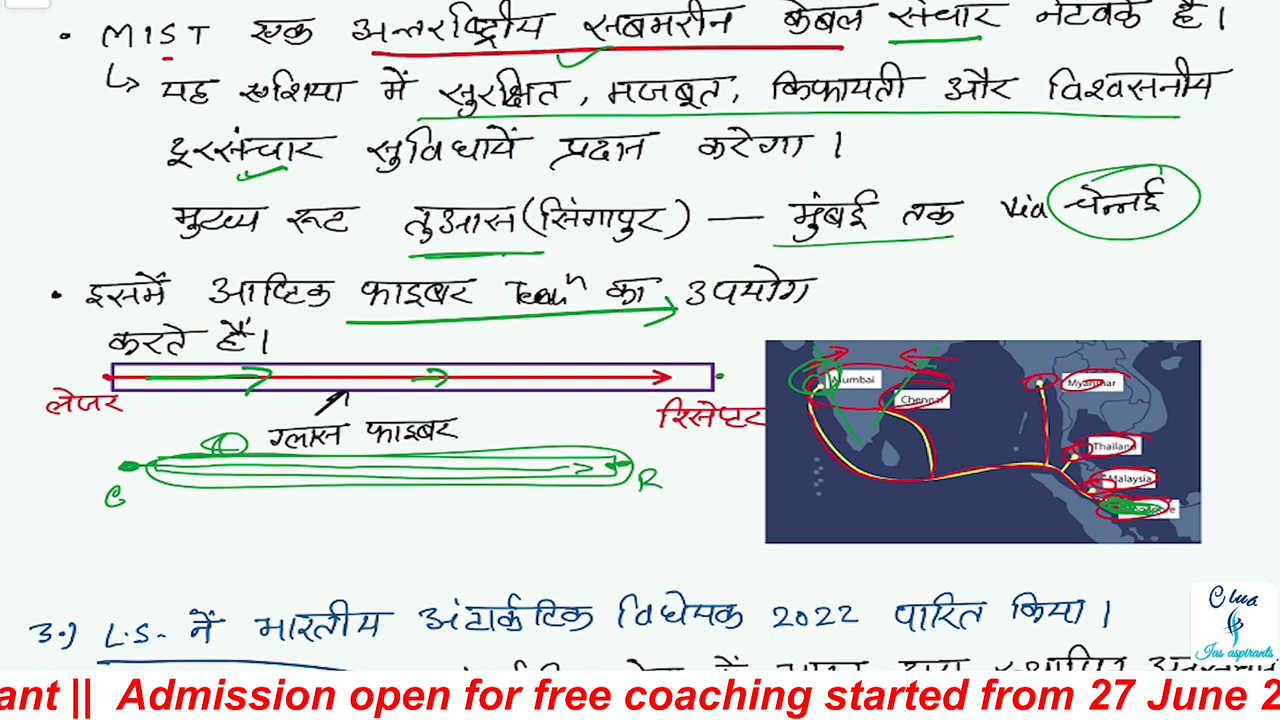 • MIST एक अन्तर्राष्ट्रीय सबमरीन केबल संचार नेटवर्क है।
↳ यह एशिया में सुरक्षित, मजबूत, किफायती और विश्वसनीय
दूरसंचार सुविधायें प्रदान करेगा।
मुख्य रूट तुआस (सिंगापुर) — मुंबई तक via चेन्नई
• इसमें आप्टिक फाइबर Techⁿ का उपयोग
करते हैं।
लेजर
रिसेप्टर
ग्लास फाइबर
R
Mumbai
Chennai
Myanmar
Thailand
Malaysia
3.) L.S. में भारतीय अंटार्कटिक विधेयक 2022 पारित किया।
Clua
Ias aspirants
ant || Admission open for free coaching started from 27 June 2